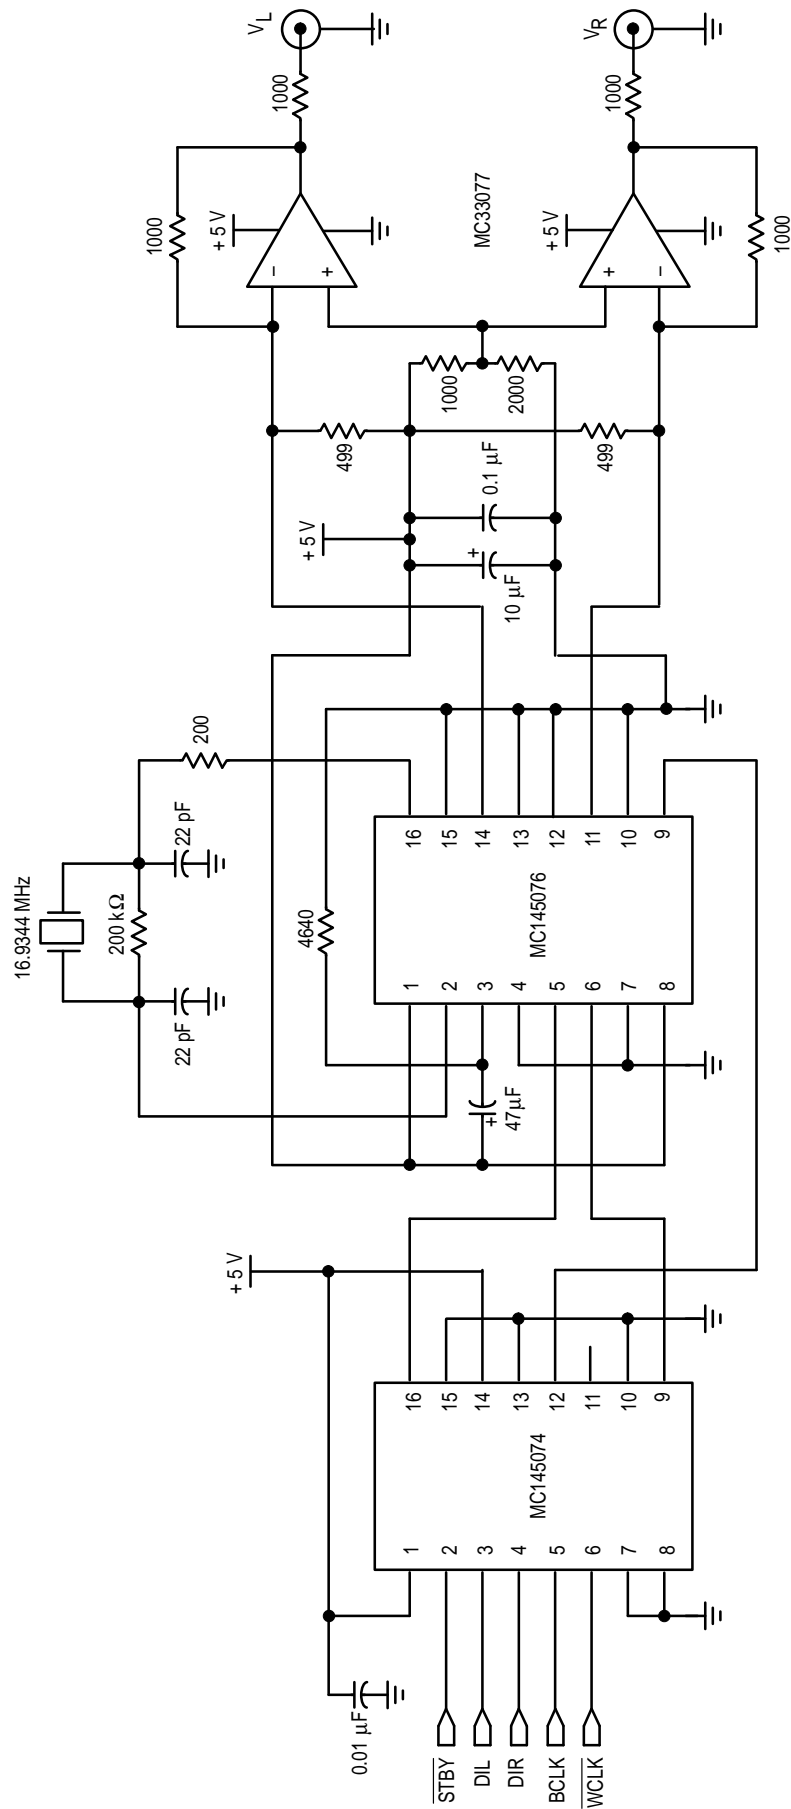 V_L
V_R
1000
1000
1000
1000
+ 5 V
+ 5 V
MC33077
−
+
+
−
1000
2000
499
499
+ 5 V
0.1 µF
+
10 µF
200
22 pF
16.9344 MHz
200 kΩ
22 pF
4640
16
15
14
13
12
11
10
9
MC145076
1
2
3
4
5
6
7
8
+
47µF
+ 5 V
16
15
14
13
12
11
10
9
MC145074
1
2
3
4
5
6
7
8
0.01 µF
STBY
DIL
DIR
BCLK
WCLK